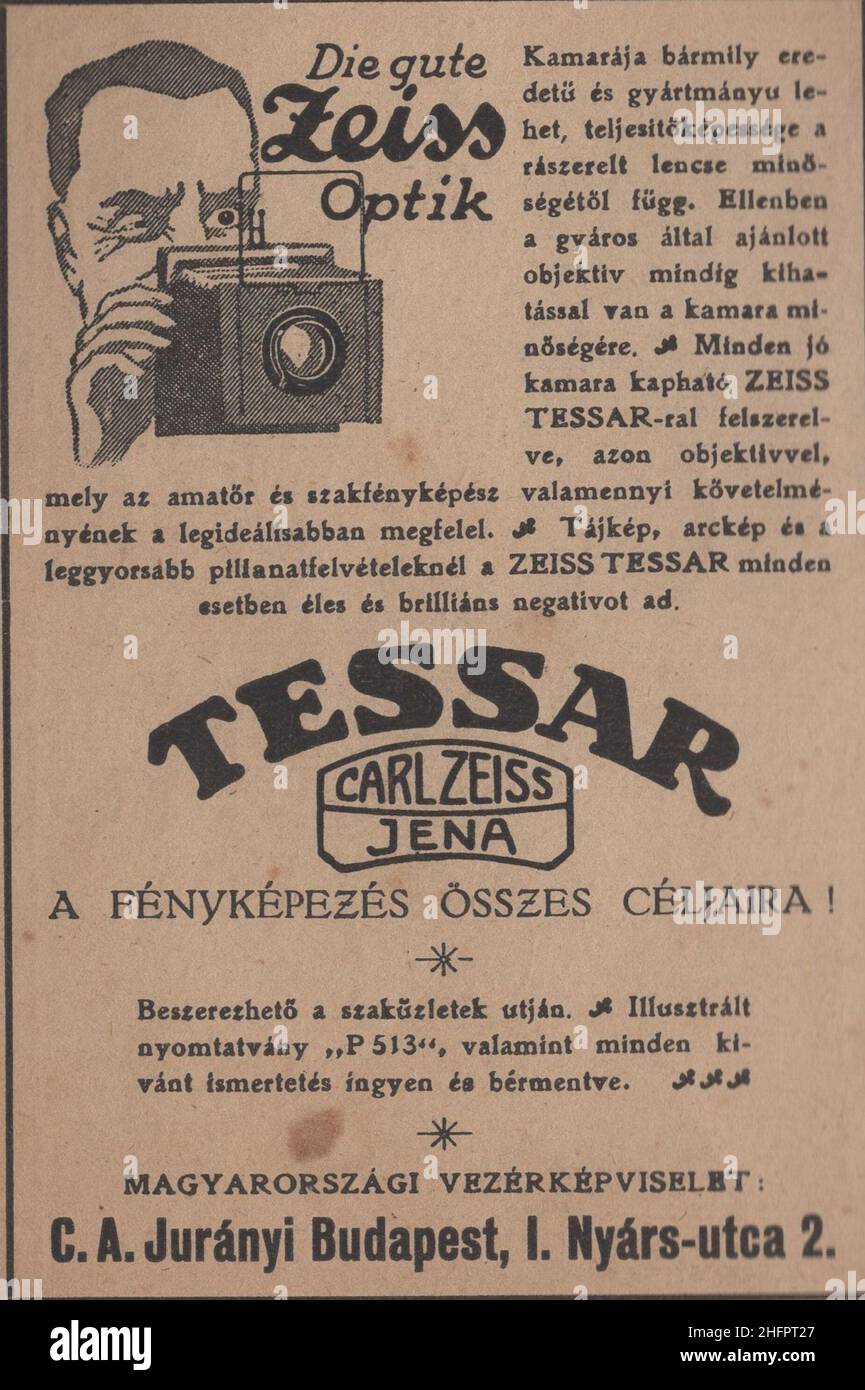 Die gute
Zeiss
Optik
Kamarája bármily ere-
detű és gyártmányu le-
het, teljesitőképessége a
rászerelt lencse minő-
ségétől függ. Ellenben
a gyáros által ajánlott
objektiv mindig kiha-
tással van a kamara mi-
nőségére. Minden jó
kamara kapható ZEISS
TESSAR-ral felszerel-
ve, azon objektivvel,
mely az amatőr és szakfényképész valamennyi követelmé-
nyének a legideálisabban megfelel. Tájkép, arckép és a
leggyorsabb pillanatfelvételeknél a ZEISS TESSAR minden
esetben éles és brilliáns negativot ad.
TESSAR
CARL ZEISS
JENA
A FÉNYKÉPEZÉS ÖSSZES CÉLJAIRA !
Beszerezhető a szaküzletek utján. Illusztrált
nyomtatvány „P 513“, valamint minden ki-
vánt ismertetés ingyen és bérmentve.
MAGYARORSZÁGI VEZÉRKÉPVISELET:
C. A. Jurányi Budapest, I. Nyárs-utca 2.
alamy
Image ID: 2HFPT27
www.alamy.com